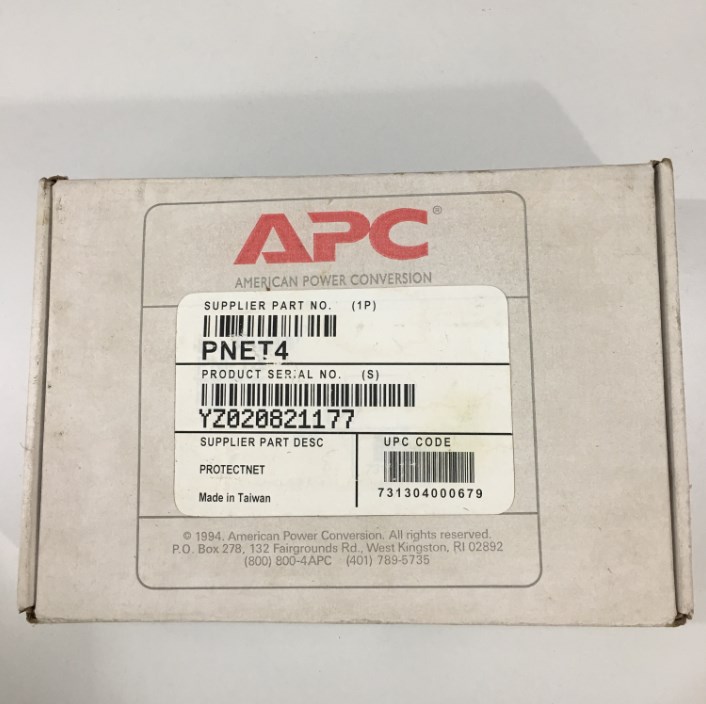 APC®
AMERICAN POWER CONVERSION
SUPPLIER PART NO. (1P)
PNET4
PRODUCT SERIAL NO. (S)
YZ020821177
SUPPLIER PART DESC
UPC CODE
PROTECTNET
Made in Taiwan
731304000679
© 1994. American Power Conversion. All rights reserved.
P.O. Box 278, 132 Fairgrounds Rd., West Kingston, RI 02892
(800) 800-4APC (401) 789-5735